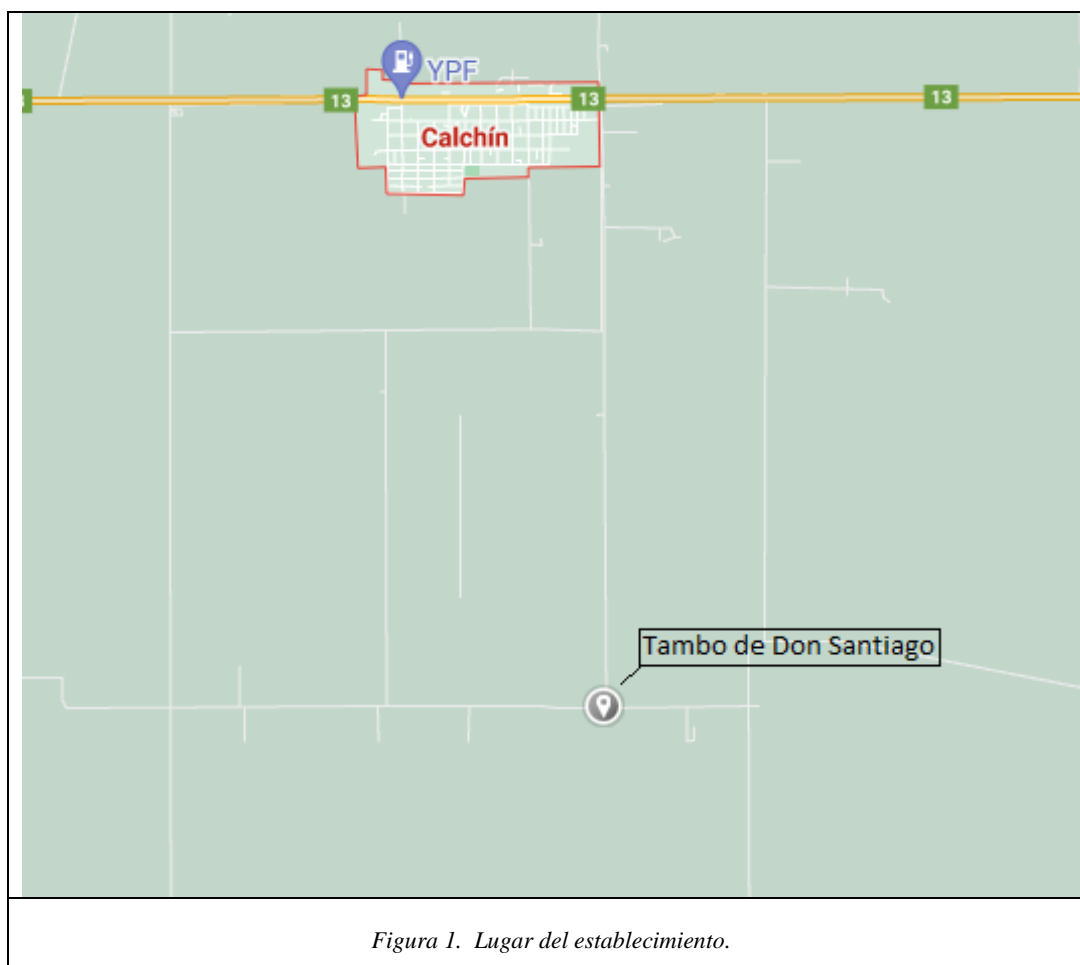 YPF
13
13
13
Calchín
Tambo de Don Santiago
Figura 1. Lugar del establecimiento.